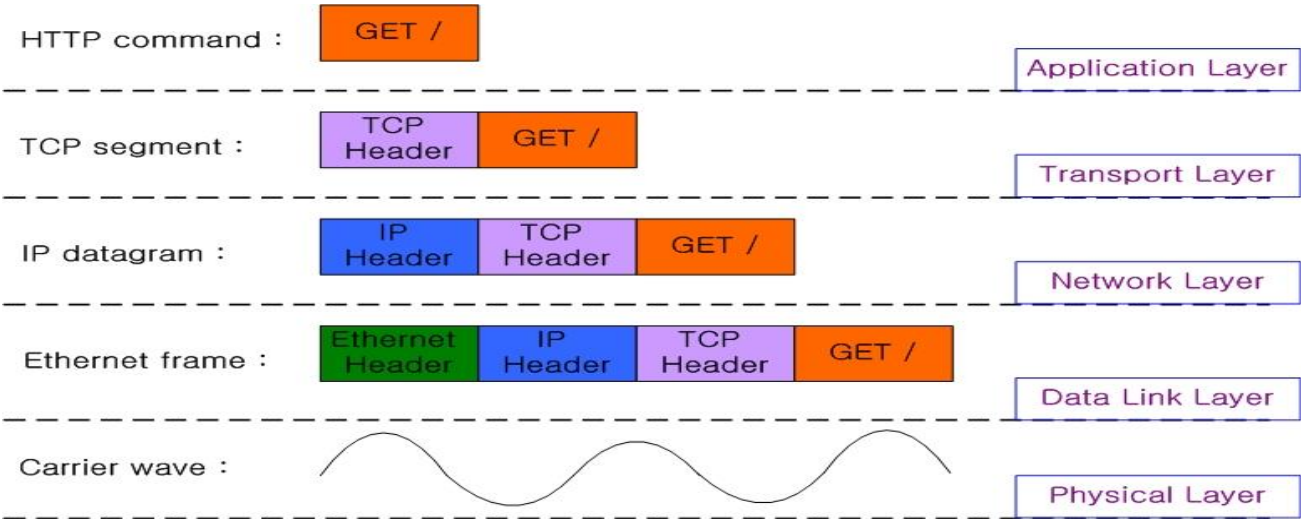 HTTP command :
GET /
Application Layer
TCP segment :
TCP
Header
GET /
Transport Layer
IP datagram :
IP
Header
TCP
Header
GET /
Network Layer
Ethernet frame :
Ethernet
Header
IP
Header
TCP
Header
GET /
Data Link Layer
Carrier wave :
Physical Layer